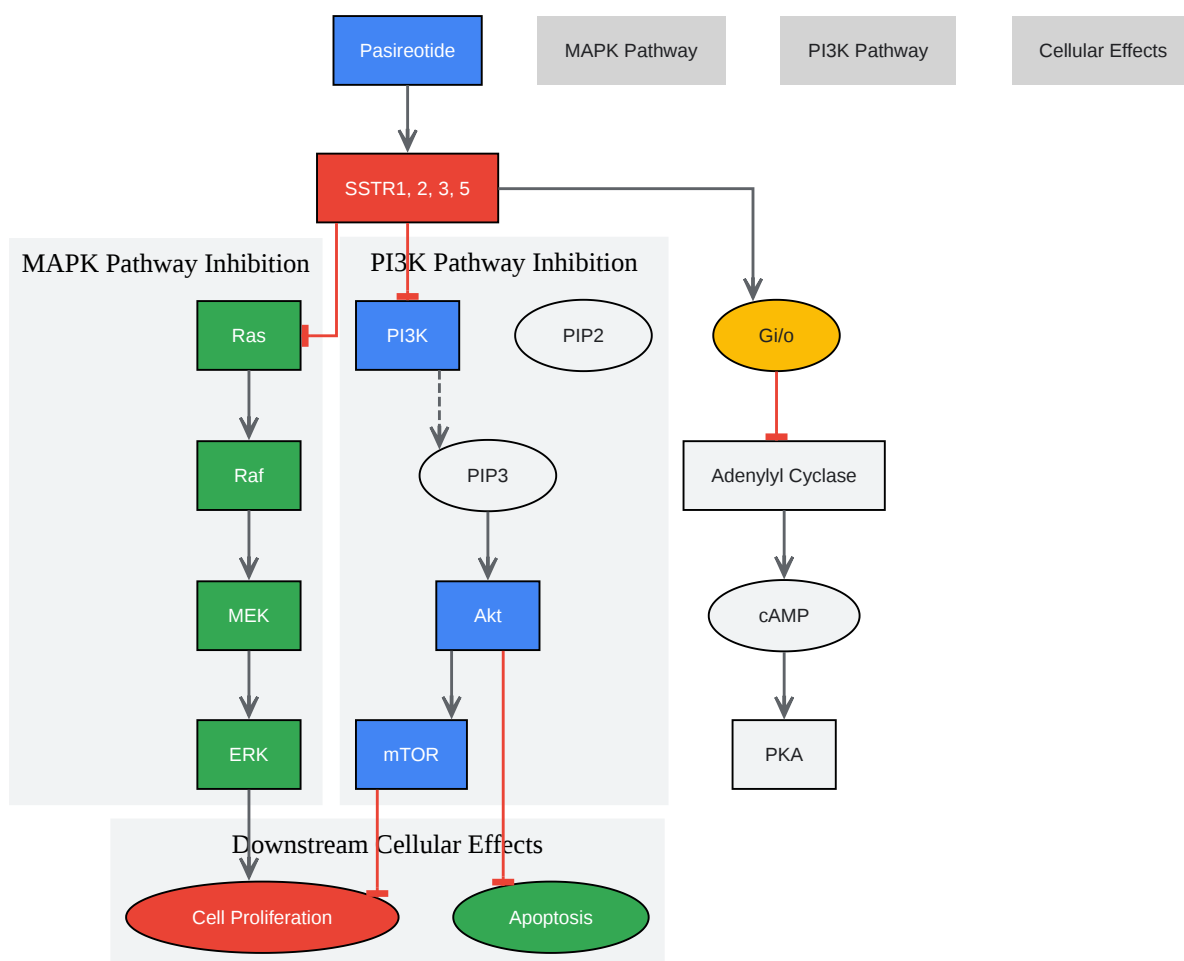 Pasireotide
MAPK Pathway
PI3K Pathway
Cellular Effects
SSTR1, 2, 3, 5
MAPK Pathway Inhibition
PI3K Pathway Inhibition
Ras
PI3K
PIP2
Gi/o
Raf
PIP3
Adenylyl Cyclase
MEK
Akt
cAMP
ERK
mTOR
PKA
Downstream Cellular Effects
Cell Proliferation
Apoptosis